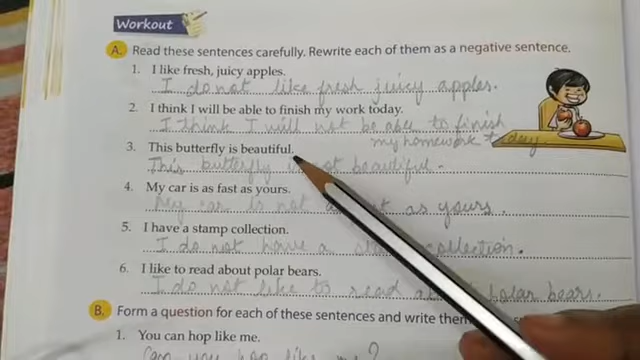 Workout
A. Read these sentences carefully. Rewrite each of them as a negative sentence.
1. I like fresh, juicy apples.
I do not like fresh juicy apples.
2. I think I will be able to finish my work today.
I think I will not be able to finish
my homework today.
3. This butterfly is beautiful.
This butterfly is not beautiful.
4. My car is as fast as yours.
My car is not as yours.
5. I have a stamp collection.
I do not have a collection.
6. I like to read about polar bears.
I do not like to read polar bears.
B. Form a question for each of these sentences and write them
1. You can hop like me.
Can you hop like me?